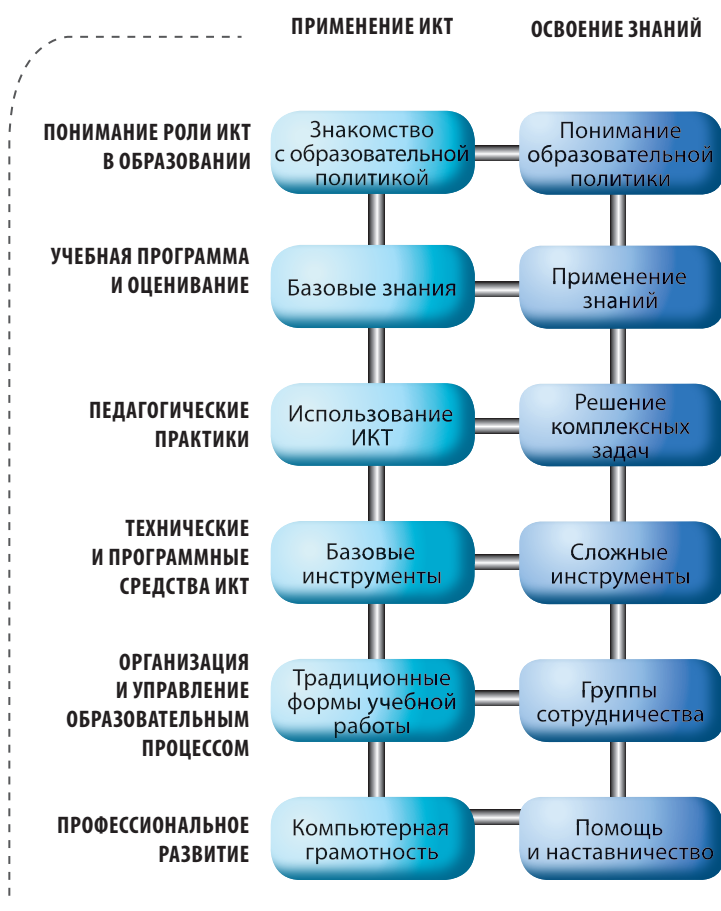 ПРИМЕНЕНИЕ ИКТ
ОСВОЕНИЕ ЗНАНИЙ
ПОНИМАНИЕ РОЛИ ИКТ
В ОБРАЗОВАНИИ
Знакомство
с образовательной
политикой
Понимание
образовательной
политики
УЧЕБНАЯ ПРОГРАММА
И ОЦЕНИВАНИЕ
Базовые знания
Применение
знаний
ПЕДАГОГИЧЕСКИЕ
ПРАКТИКИ
Использование
ИКТ
Решение
комплексных
задач
ТЕХНИЧЕСКИЕ
И ПРОГРАММНЫЕ
СРЕДСТВА ИКТ
Базовые
инструменты
Сложные
инструменты
ОРГАНИЗАЦИЯ
И УПРАВЛЕНИЕ
ОБРАЗОВАТЕЛЬНЫМ
ПРОЦЕССОМ
Традиционные
формы учебной
работы
Группы
сотрудничества
ПРОФЕССИОНАЛЬНОЕ
РАЗВИТИЕ
Компьютерная
грамотность
Помощь
и наставничество